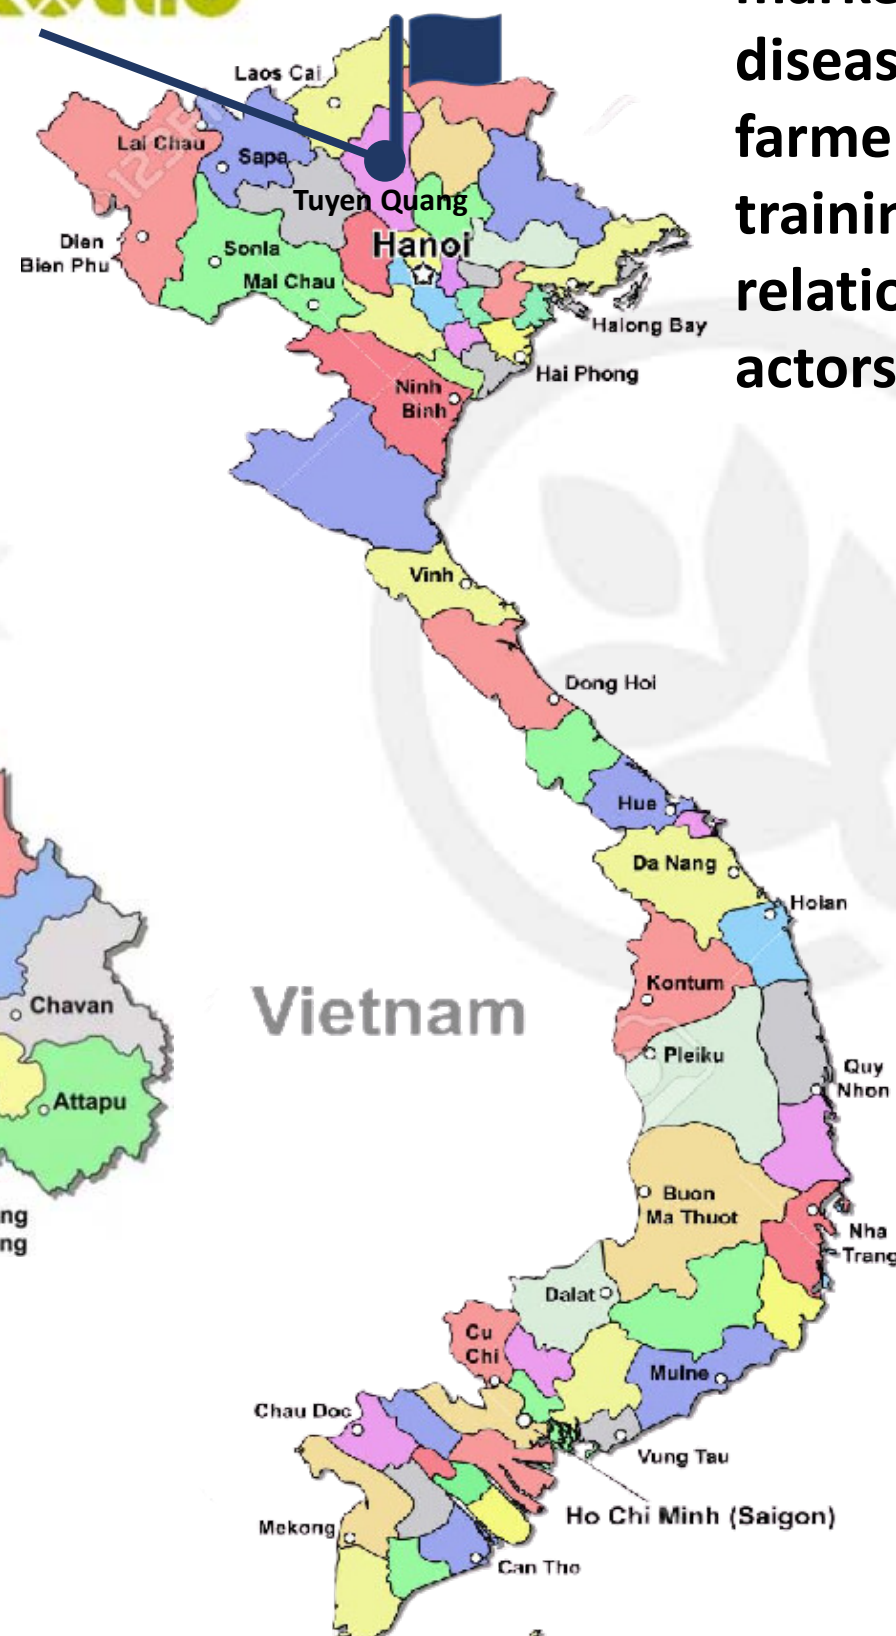 diseas
farme
trainin
relatio
actors
Laos Cai
Lai Chau
Sapa
Tuyen Quang
Hanoi
Dien
Bien Phu
Sonla
Mai Chau
Halong Bay
Hai Phong
Ninh
Binh
Vinh
Dong Hoi
Hue
Da Nang
Hoian
Kontum
Vietnam
Chavan
Pleiku
Quy
Nhon
Attapu
Buon
Ma Thuot
ng
ng
Nha
Trang
Dalat
Cu
Chi
Muine
Chau Doc
Vung Tau
Ho Chi Minh (Saigon)
Mekong
Can Tho